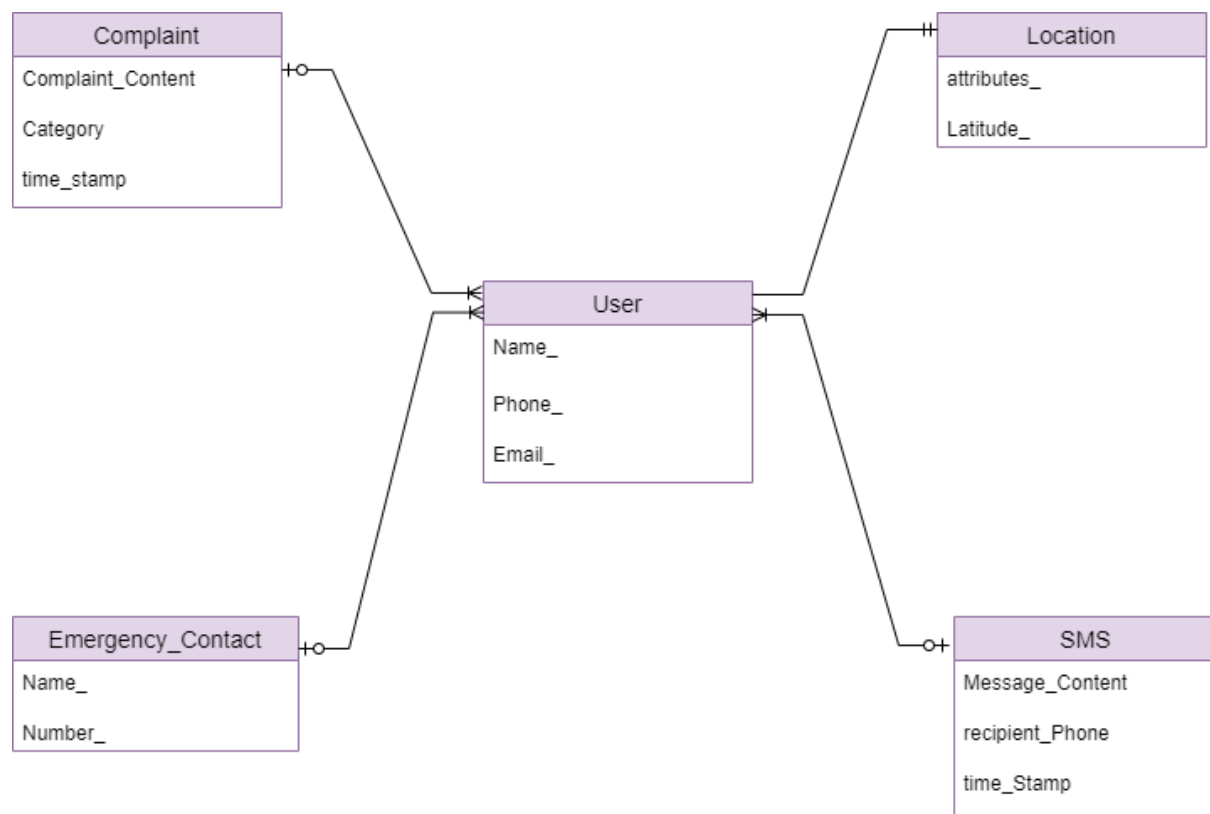 Complaint
Complaint_Content
Category
time_stamp
Location
attributes_
Latitude_
User
Name_
Phone_
Email_
Emergency_Contact
Name_
Number_
SMS
Message_Content
recipient_Phone
time_Stamp